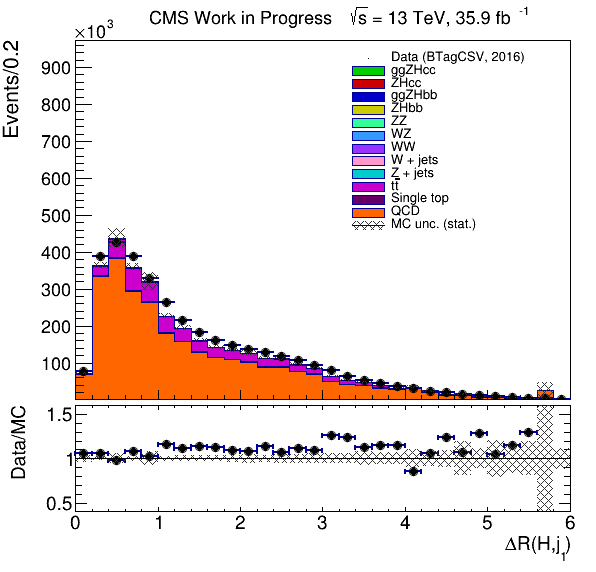 CMS Work in Progress √s = 13 TeV, 35.9 fb⁻¹
×10³
Events/0.2
900
800
700
600
500
400
300
200
100
Data (BTagCSV, 2016)
ggZHcc
ZHcc
ggZHbb
ZHbb
ZZ
WZ
WW
W + jets
Z + jets
tt̅
Single top
QCD
MC unc. (stat.)
Data/MC
1.5
1
0.5
0 1 2 3 4 5 6
ΔR(H,j₁)